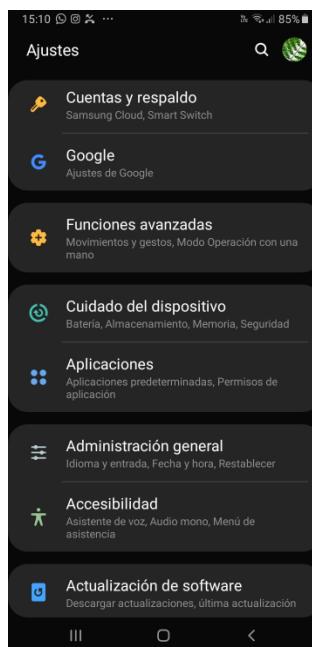 15:10 85%
Ajustes
Cuentas y respaldo
Samsung Cloud, Smart Switch
G Google
Ajustes de Google
Funciones avanzadas
Movimientos y gestos, Modo Operación con una
mano
Cuidado del dispositivo
Batería, Almacenamiento, Memoria, Seguridad
Aplicaciones
Aplicaciones predeterminadas, Permisos de
aplicación
Administración general
Idioma y entrada, Fecha y hora, Restablecer
Accesibilidad
Asistente de voz, Audio mono, Menú de
asistencia
Actualización de software
Descargar actualizaciones, última actualización